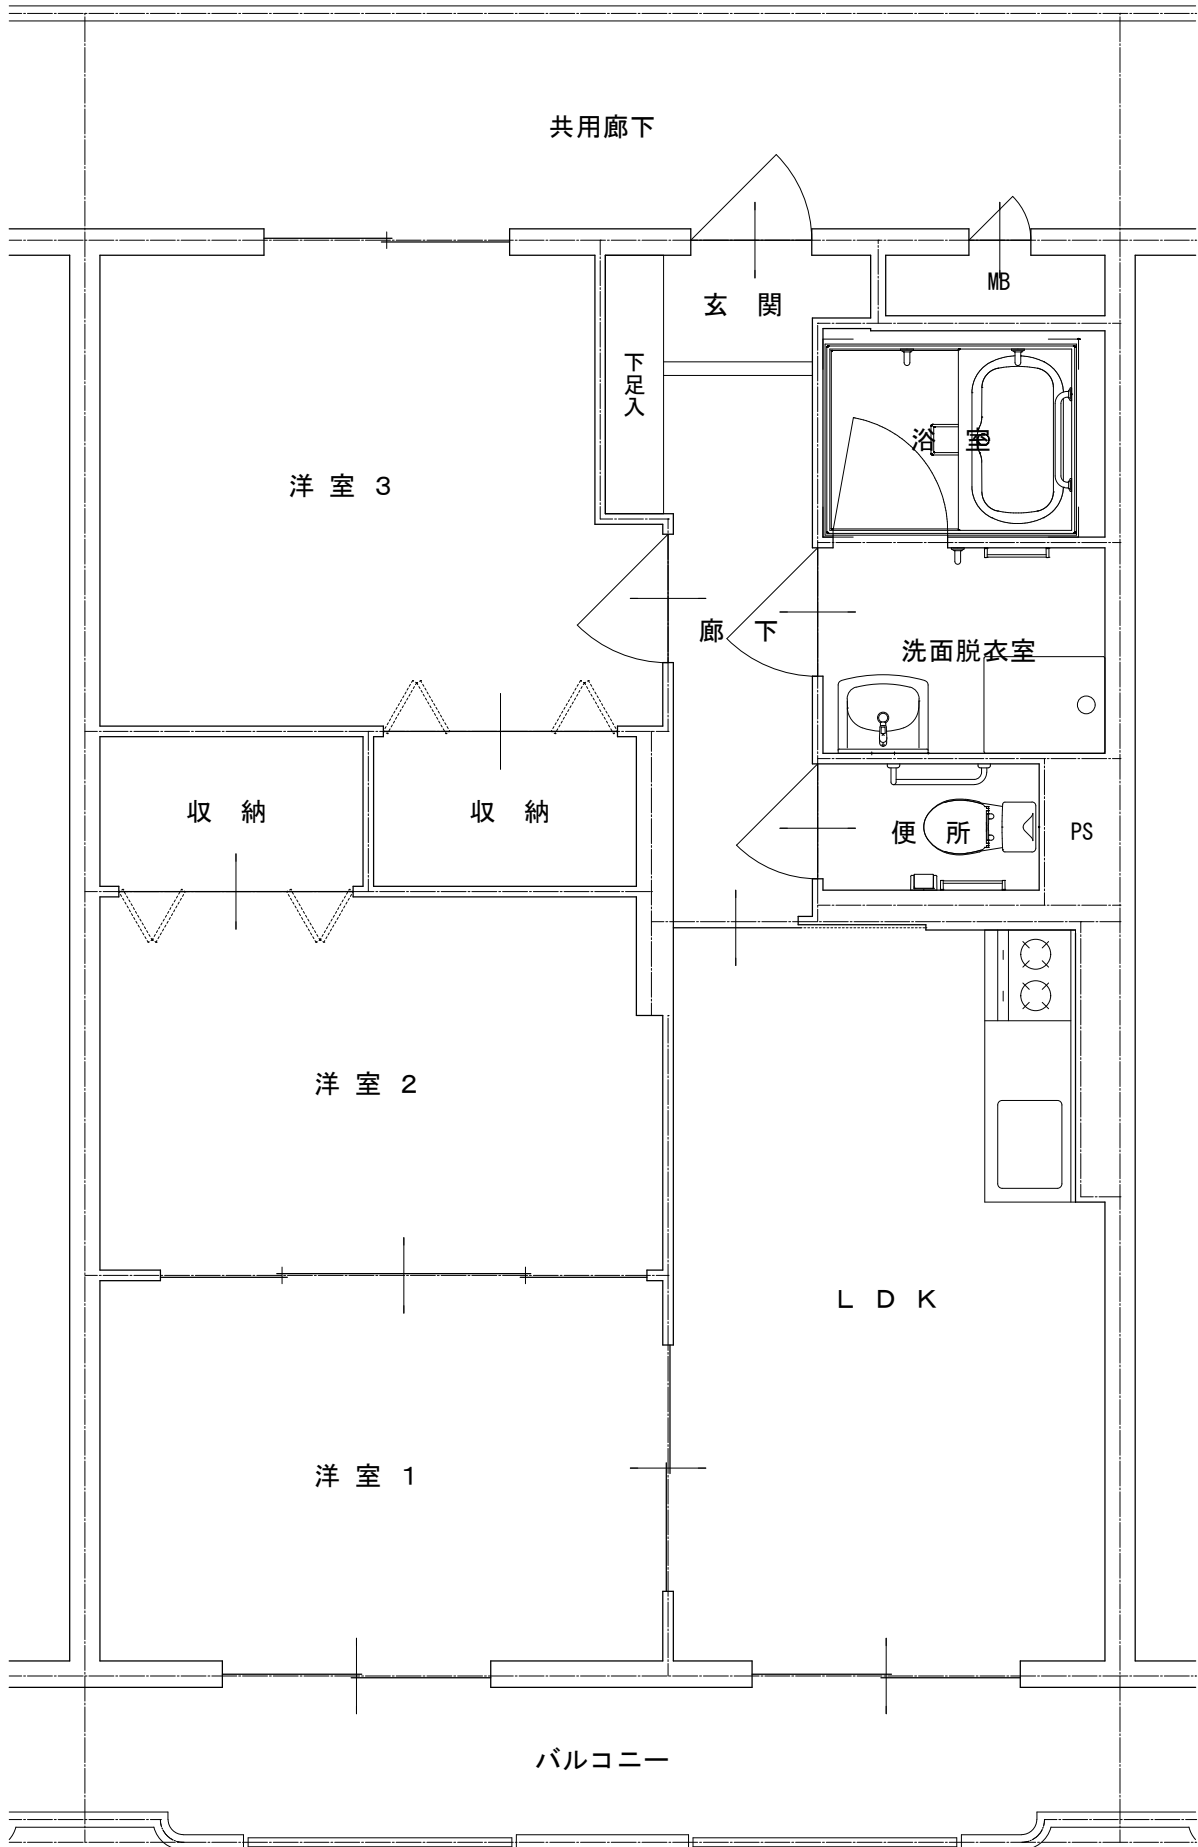 共用廊下
玄 関
MB
下足入
浴 室
洋 室 3
廊 下
洗面脱衣室
収 納
収 納
便 所
PS
洋 室 2
L D K
洋 室 1
バルコニー